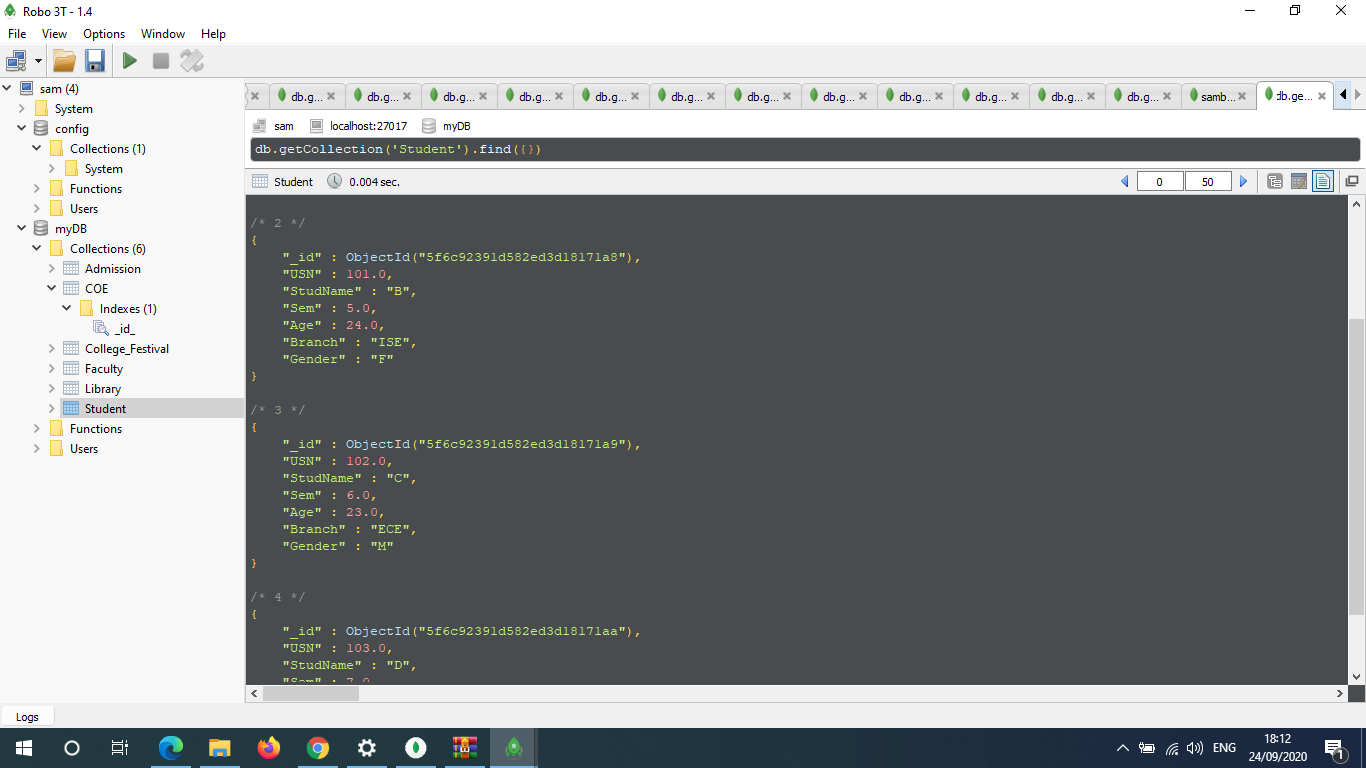 Robo 3T - 1.4
File View Options Window Help
sam (4)
System
config
Collections (1)
System
Functions
Users
myDB
Collections (6)
Admission
COE
Indexes (1)
_id_
College_Festival
Faculty
Library
Student
Functions
Users
db.g... db.g... db.g... db.g... db.g... db.g... db.g... db.g... db.g... db.g... db.g... db.g... samb... db.ge...
sam localhost:27017 myDB
db.getCollection('Student').find({})
Student 0.004 sec. 0 50
/* 2 */
{
"_id" : ObjectId("5f6c92391d582ed3d18171a8"),
"USN" : 101.0,
"StudName" : "B",
"Sem" : 5.0,
"Age" : 24.0,
"Branch" : "ISE",
"Gender" : "F"
}
/* 3 */
{
"_id" : ObjectId("5f6c92391d582ed3d18171a9"),
"USN" : 102.0,
"StudName" : "C",
"Sem" : 6.0,
"Age" : 23.0,
"Branch" : "ECE",
"Gender" : "M"
}
/* 4 */
{
"_id" : ObjectId("5f6c92391d582ed3d18171aa"),
"USN" : 103.0,
"StudName" : "D",
"Sem" : 7.0
Logs
ENG
18:12
24/09/2020
1